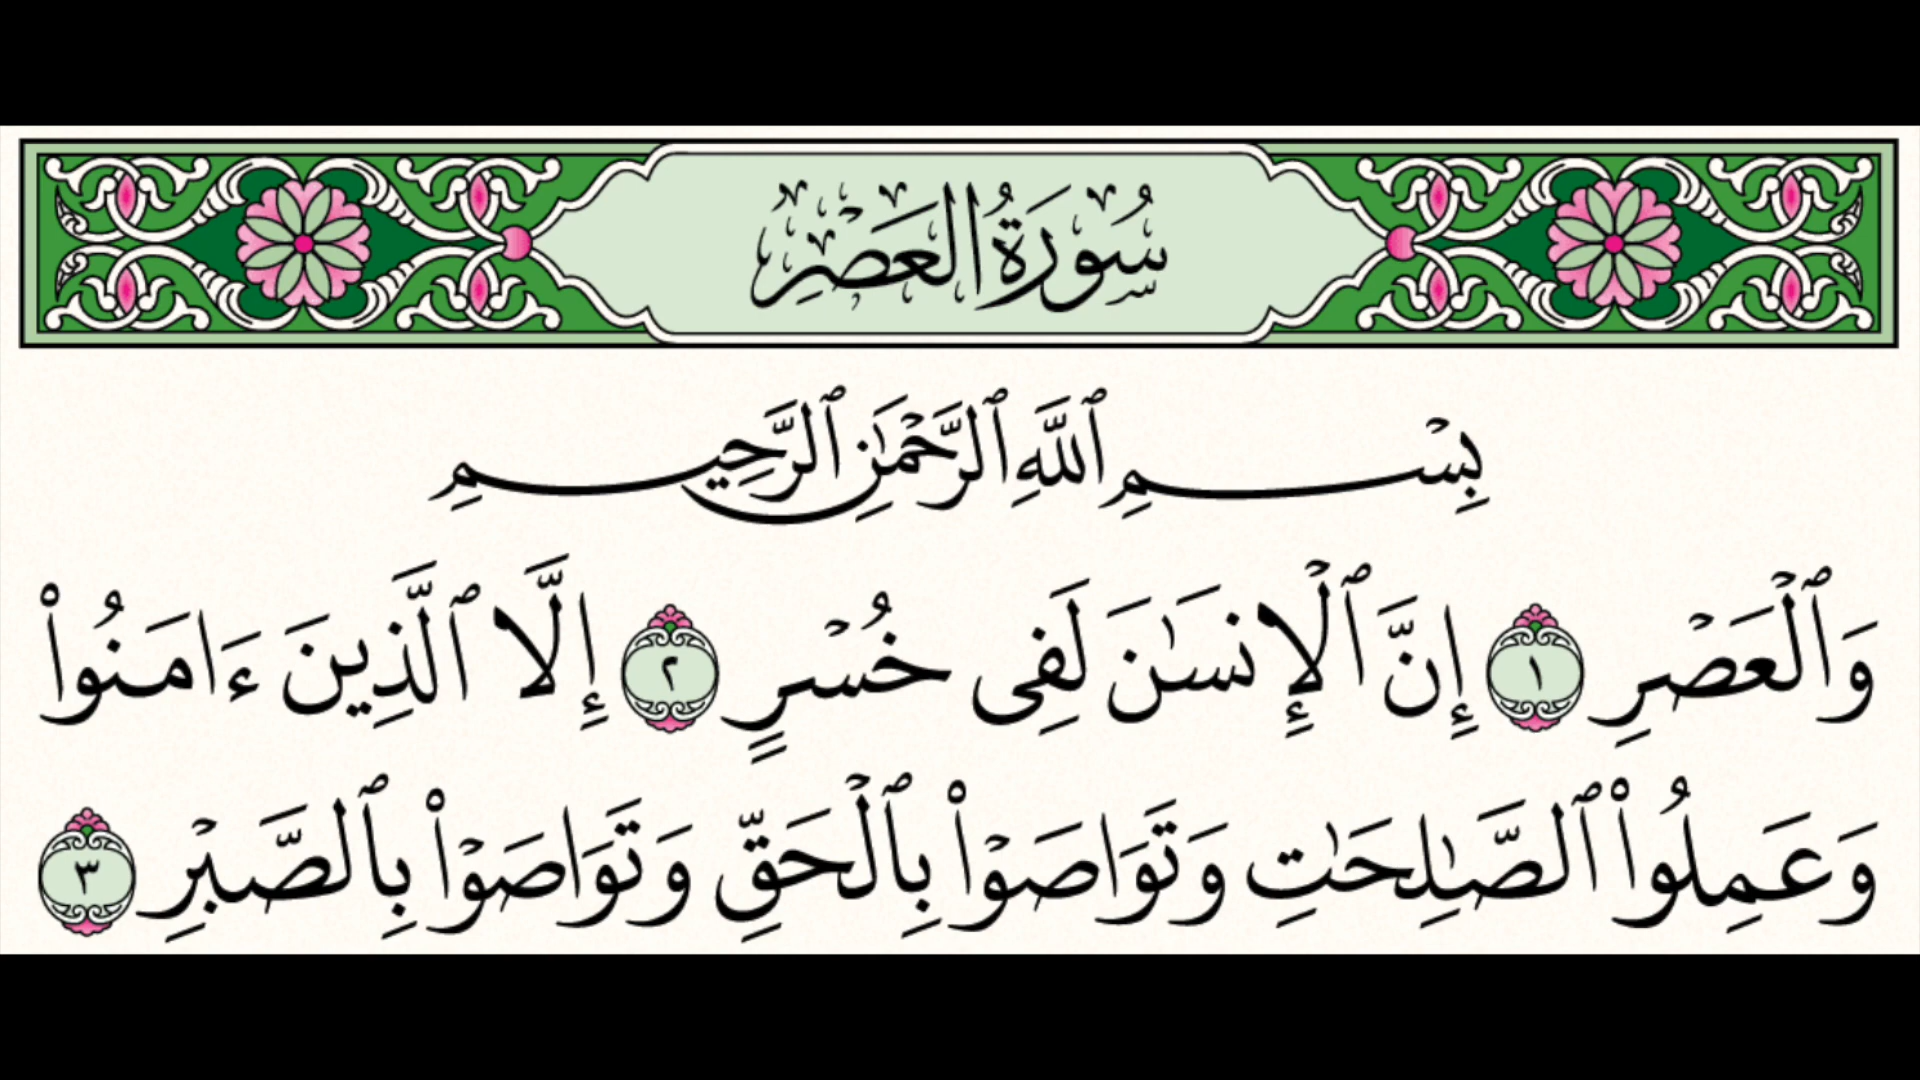 سُورَةُ العَصْرِ
بِسْمِ ٱللَّهِ ٱلرَّحْمَٰنِ ٱلرَّحِيمِ
وَٱلْعَصْرِ ١ إِنَّ ٱلْإِنسَٰنَ لَفِى خُسْرٍ ٢ إِلَّا ٱلَّذِينَ ءَامَنُوا۟
وَعَمِلُوا۟ ٱلصَّٰلِحَٰتِ وَتَوَاصَوْا۟ بِٱلْحَقِّ وَتَوَاصَوْا۟ بِٱلصَّبْرِ ٣